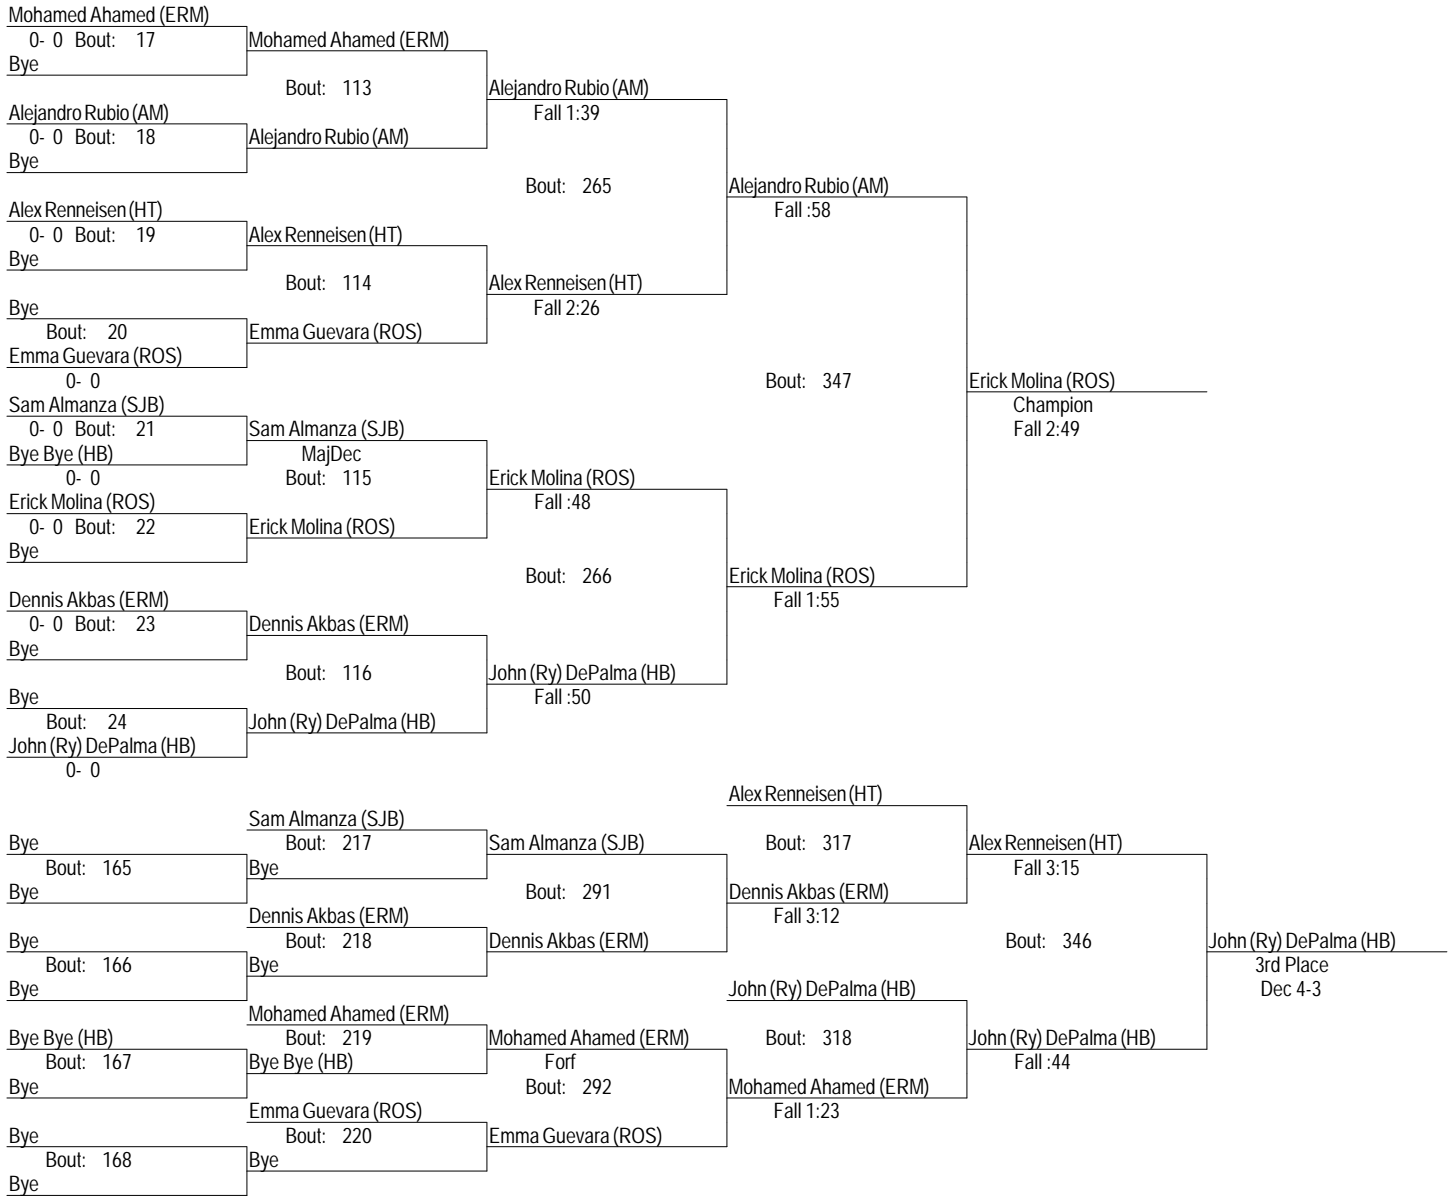 Mohamed Ahamed (ERM)
0- 0 Bout: 17 Mohamed Ahamed (ERM)
Bye
Bout: 113 Alejandro Rubio (AM)
Alejandro Rubio (AM) Fall 1:39
0- 0 Bout: 18 Alejandro Rubio (AM)
Bye
Bout: 265 Alejandro Rubio (AM)
Alex Renneisen (HT) Fall :58
0- 0 Bout: 19 Alex Renneisen (HT)
Bye
Bout: 114 Alex Renneisen (HT)
Bye Fall 2:26
Bout: 20 Emma Guevara (ROS)
Emma Guevara (ROS)
0- 0 Bout: 347 Erick Molina (ROS)
Sam Almanza (SJB) Champion
0- 0 Bout: 21 Sam Almanza (SJB) Fall 2:49
Bye Bye (HB) MajDec
0- 0 Bout: 115 Erick Molina (ROS)
Erick Molina (ROS) Fall :48
0- 0 Bout: 22 Erick Molina (ROS)
Bye
Bout: 266 Erick Molina (ROS)
Dennis Akbas (ERM) Fall 1:55
0- 0 Bout: 23 Dennis Akbas (ERM)
Bye
Bout: 116 John (Ry) DePalma (HB)
Bye Fall :50
Bout: 24 John (Ry) DePalma (HB)
John (Ry) DePalma (HB)
0- 0
Alex Renneisen (HT)
Sam Almanza (SJB)
Bye Bout: 217 Sam Almanza (SJB) Bout: 317 Alex Renneisen (HT)
Bout: 165 Bye Fall 3:15
Bye Bout: 291 Dennis Akbas (ERM)
Dennis Akbas (ERM) Fall 3:12
Bye Bout: 218 Dennis Akbas (ERM) Bout: 346 John (Ry) DePalma (HB)
Bout: 166 Bye 3rd Place
Bye John (Ry) DePalma (HB) Dec 4-3
Mohamed Ahamed (ERM)
Bye Bye (HB) Bout: 219 Mohamed Ahamed (ERM) Bout: 318 John (Ry) DePalma (HB)
Bout: 167 Bye Bye (HB) Forf Fall :44
Bye Bout: 292 Mohamed Ahamed (ERM)
Emma Guevara (ROS) Fall 1:23
Bye Bout: 220 Emma Guevara (ROS)
Bout: 168 Bye
Bye